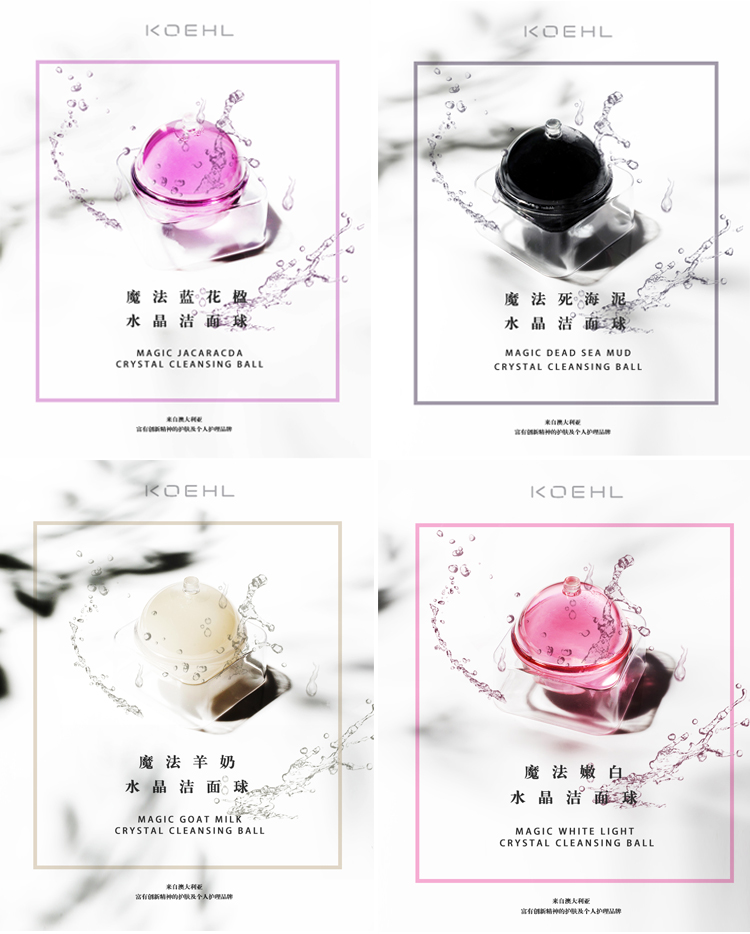 KOEHL
魔法蓝花楹
水晶洁面球
MAGIC JACARACDA
CRYSTAL CLEANSING BALL
来自澳大利亚
富有创新精神的护肤及个人护理品牌
KOEHL
魔法死海泥
水晶洁面球
MAGIC DEAD SEA MUD
CRYSTAL CLEANSING BALL
来自澳大利亚
富有创新精神的护肤及个人护理品牌
KOEHL
魔法羊奶
水晶洁面球
MAGIC GOAT MILK
CRYSTAL CLEANSING BALL
来自澳大利亚
富有创新精神的护肤及个人护理品牌
KOEHL
魔法嫩白
水晶洁面球
MAGIC WHITE LIGHT
CRYSTAL CLEANSING BALL
来自澳大利亚
富有创新精神的护肤及个人护理品牌